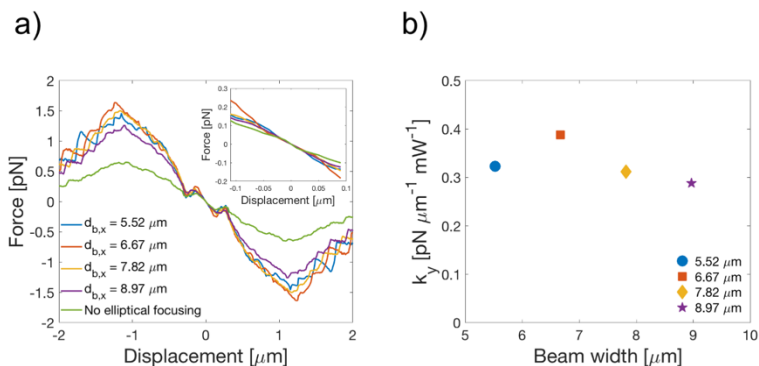 a)
b)
Force [pN]
2
1.5
1
0.5
0
-0.5
-1
-1.5
-2
-2
-1
0
1
2
Displacement [μm]
d_b,x = 5.52 μm
d_b,x = 6.67 μm
d_b,x = 7.82 μm
d_b,x = 8.97 μm
No elliptical focusing
Force [pN]
0.3
0.2
0.1
0
-0.1
-0.2
-0.1
-0.05
0
0.05
0.1
Displacement [μm]
k_y [pN μm⁻¹ mW⁻¹]
0.5
0.4
0.3
0.2
0.1
0
5
6
7
8
9
10
Beam width [μm]
5.52 μm
6.67 μm
7.82 μm
8.97 μm